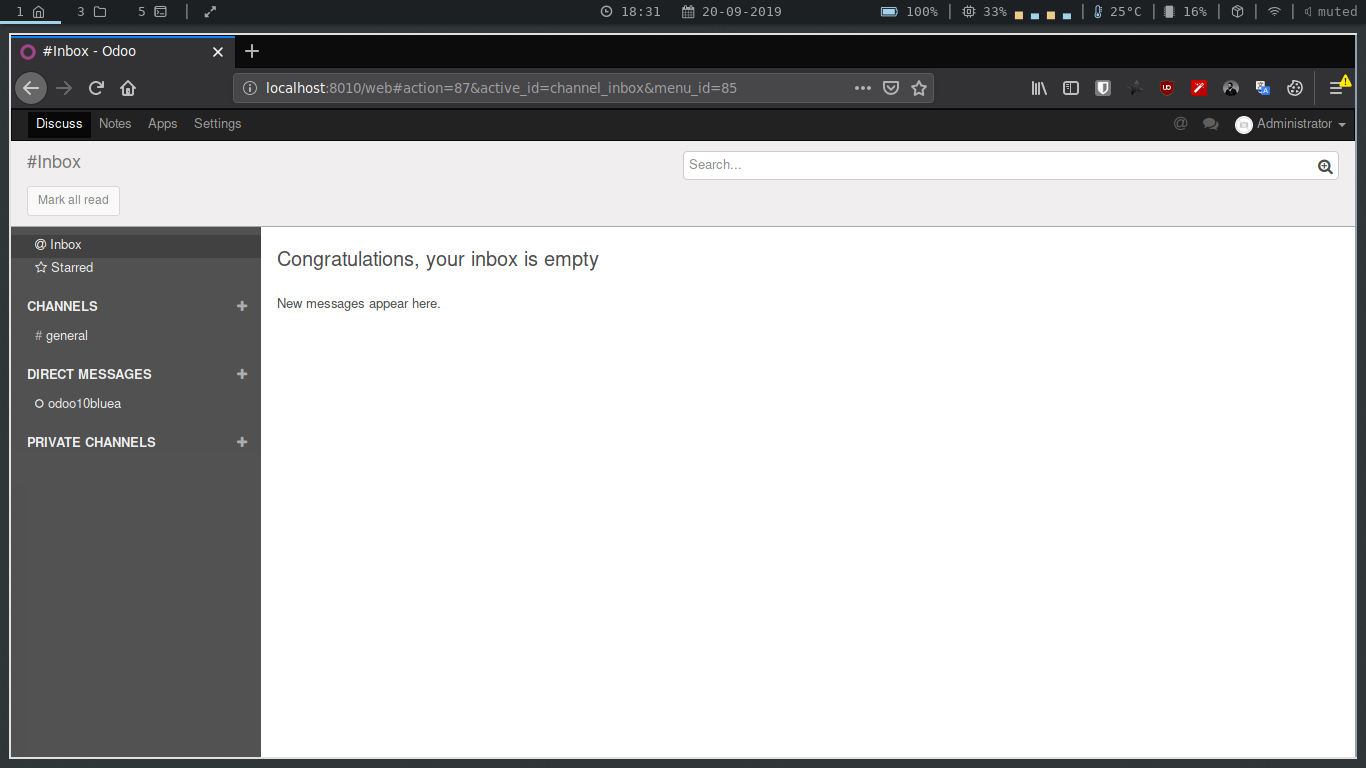 1 3 5 18:31 20-09-2019 100% 33% 25°C 16% muted
#Inbox - Odoo
localhost:8010/web#action=87&active_id=channel_inbox&menu_id=85
Discuss Notes Apps Settings @ Administrator
#Inbox
Search...
Mark all read
@ Inbox
Starred
CHANNELS
# general
DIRECT MESSAGES
odoo10bluea
PRIVATE CHANNELS
Congratulations, your inbox is empty
New messages appear here.